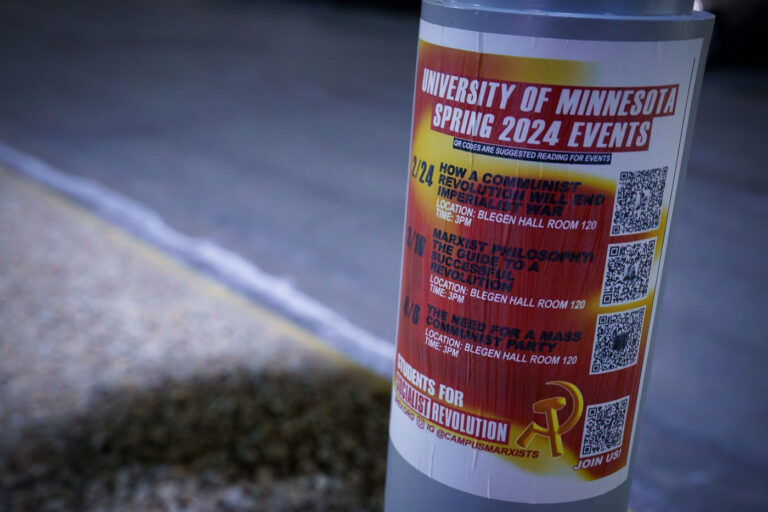 UNIVERSITY OF MINNESOTA
SPRING 2024 EVENTS
QR CODES ARE SUGGESTED READING FOR EVENTS
2/24 HOW A COMMUNIST
REVOLUTION WILL END
IMPERIALIST WAR
LOCATION: BLEGEN HALL ROOM 120
TIME: 3PM
MARXIST PHILOSOPHY:
THE GUIDE TO A
SUCCESSFUL
REVOLUTION
LOCATION: BLEGEN HALL ROOM 120
TIME: 3PM
4/6 THE NEED FOR A MASS
COMMUNIST PARTY
LOCATION: BLEGEN HALL ROOM 120
TIME: 3PM
STUDENTS FOR
SOCIALIST REVOLUTION
IG @CAMPUSMARXISTS
JOIN US!